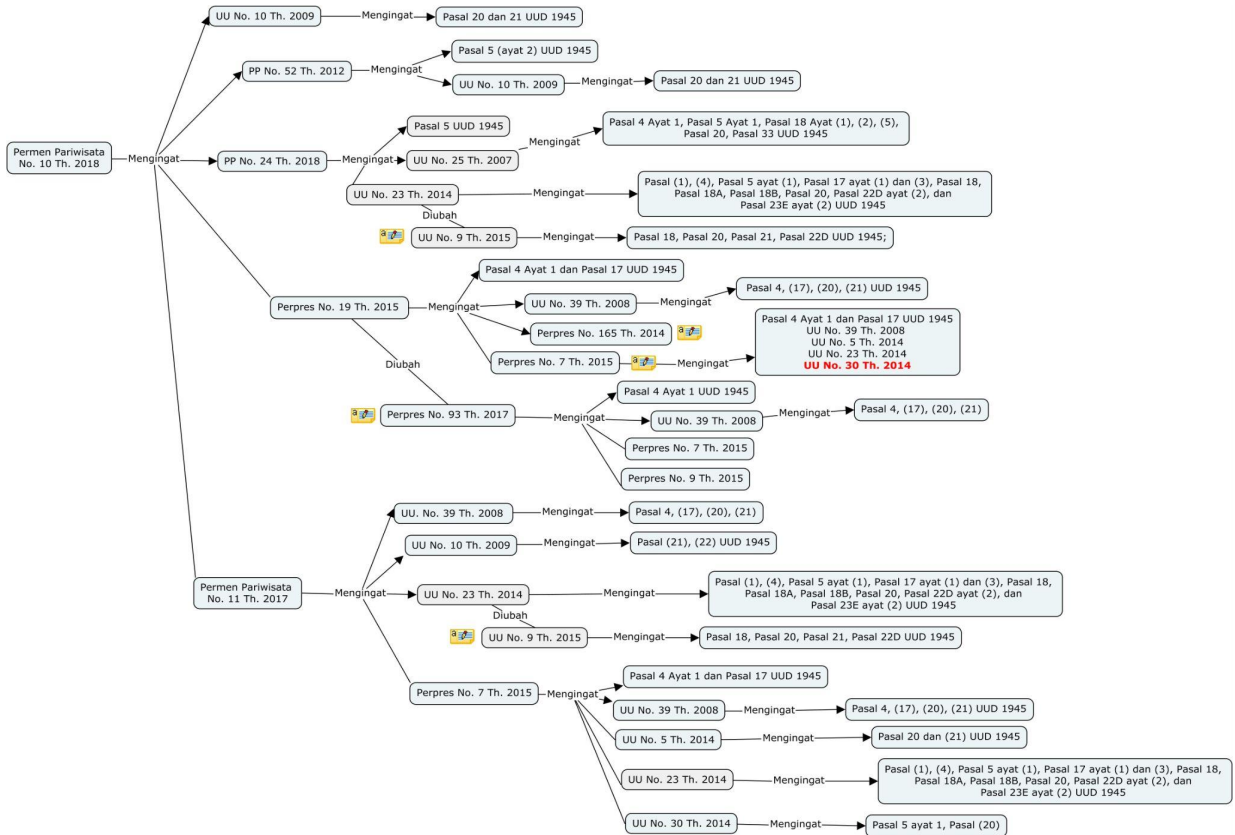 UU No. 10 Th. 2009
Mengingat
Pasal 20 dan 21 UUD 1945
PP No. 52 Th. 2012
Mengingat
Pasal 5 (ayat 2) UUD 1945
UU No. 10 Th. 2009
Mengingat
Pasal 20 dan 21 UUD 1945
Permen Pariwisata
No. 10 Th. 2018
Mengingat
PP No. 24 Th. 2018
Mengingat
Pasal 5 UUD 1945
UU No. 25 Th. 2007
Mengingat
Pasal 4 Ayat 1, Pasal 5 Ayat 1, Pasal 18 Ayat (1), (2), (5),
Pasal 20, Pasal 33 UUD 1945
UU No. 23 Th. 2014
Mengingat
Pasal (1), (4), Pasal 5 ayat (1), Pasal 17 ayat (1) dan (3), Pasal 18,
Pasal 18A, Pasal 18B, Pasal 20, Pasal 22D ayat (2), dan
Pasal 23E ayat (2) UUD 1945
Diubah
a
UU No. 9 Th. 2015
Mengingat
Pasal 18, Pasal 20, Pasal 21, Pasal 22D UUD 1945;
Perpres No. 19 Th. 2015
Mengingat
Pasal 4 Ayat 1 dan Pasal 17 UUD 1945
UU No. 39 Th. 2008
Mengingat
Pasal 4, (17), (20), (21) UUD 1945
Perpres No. 165 Th. 2014
a
Perpres No. 7 Th. 2015
a
Mengingat
Pasal 4 Ayat 1 dan Pasal 17 UUD 1945
UU No. 39 Th. 2008
UU No. 5 Th. 2014
UU No. 23 Th. 2014
UU No. 30 Th. 2014
Diubah
a
Perpres No. 93 Th. 2017
Mengingat
Pasal 4 Ayat 1 UUD 1945
UU No. 39 Th. 2008
Mengingat
Pasal 4, (17), (20), (21)
Perpres No. 7 Th. 2015
Perpres No. 9 Th. 2015
Permen Pariwisata
No. 11 Th. 2017
Mengingat
UU. No. 39 Th. 2008
Mengingat
Pasal 4, (17), (20), (21)
UU No. 10 Th. 2009
Mengingat
Pasal (21), (22) UUD 1945
UU No. 23 Th. 2014
Mengingat
Pasal (1), (4), Pasal 5 ayat (1), Pasal 17 ayat (1) dan (3), Pasal 18,
Pasal 18A, Pasal 18B, Pasal 20, Pasal 22D ayat (2), dan
Pasal 23E ayat (2) UUD 1945
Diubah
a
UU No. 9 Th. 2015
Mengingat
Pasal 18, Pasal 20, Pasal 21, Pasal 22D UUD 1945
Perpres No. 7 Th. 2015
Mengingat
Pasal 4 Ayat 1 dan Pasal 17 UUD 1945
UU No. 39 Th. 2008
Mengingat
Pasal 4, (17), (20), (21) UUD 1945
UU No. 5 Th. 2014
Mengingat
Pasal 20 dan (21) UUD 1945
UU No. 23 Th. 2014
Mengingat
Pasal (1), (4), Pasal 5 ayat (1), Pasal 17 ayat (1) dan (3), Pasal 18,
Pasal 18A, Pasal 18B, Pasal 20, Pasal 22D ayat (2), dan
Pasal 23E ayat (2) UUD 1945
UU No. 30 Th. 2014
Mengingat
Pasal 5 ayat 1, Pasal (20)